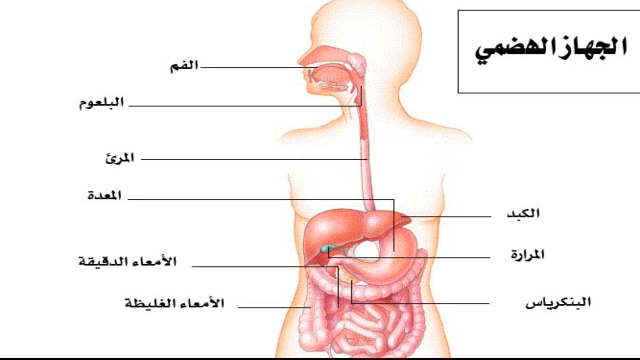 الجهاز الهضمي
الفم
البلعوم
المرئ
المعدة
الكبد
المرارة
الأمعاء الدقيقة
البنكرياس
الأمعاء الغليظة